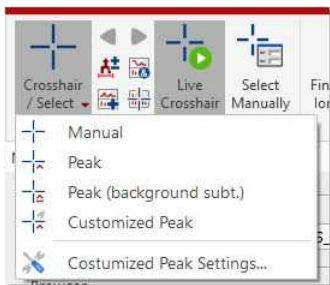 Crosshair
/ Select
Live
Crosshair
Select
Manually
Manual
Peak
Peak (background subt.)
Customized Peak
Costumized Peak Settings...